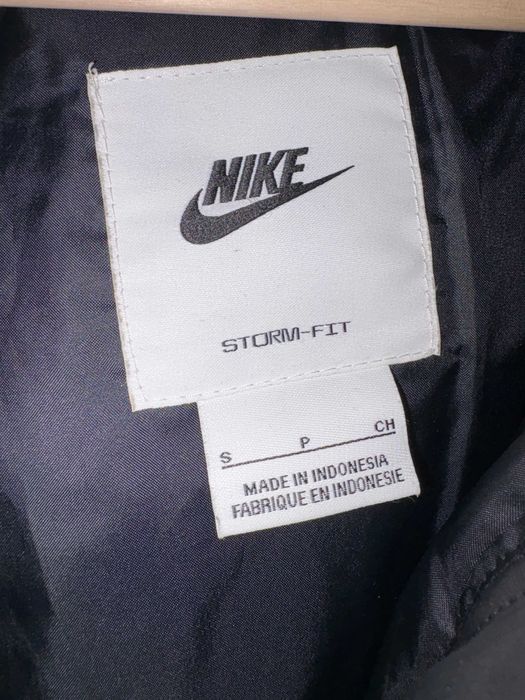 NIKE
STORM-FIT
S P CH
MADE IN INDONESIA
FABRIQUE EN INDONESIE